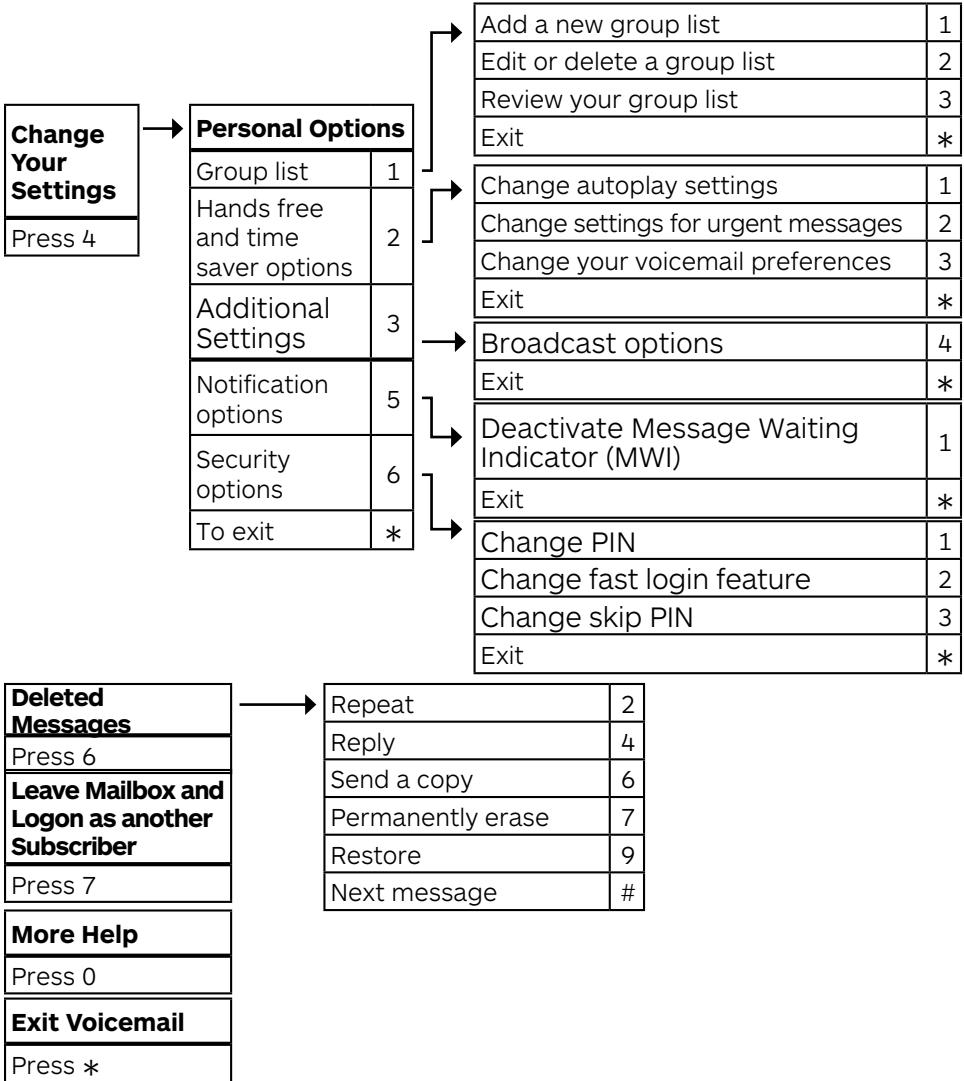 Change
Your
Settings
Press 4
Personal Options
Group list 1
Hands free
and time
saver options 2
Additional
Settings 3
Notification
options 5
Security
options 6
To exit *
Add a new group list 1
Edit or delete a group list 2
Review your group list 3
Exit *
Change autoplay settings 1
Change settings for urgent messages 2
Change your voicemail preferences 3
Exit *
Broadcast options 4
Exit *
Deactivate Message Waiting
Indicator (MWI) 1
Exit *
Change PIN 1
Change fast login feature 2
Change skip PIN 3
Exit *
Deleted
Messages
Press 6
Repeat 2
Reply 4
Send a copy 6
Permanently erase 7
Restore 9
Next message #
Leave Mailbox and
Logon as another
Subscriber
Press 7
More Help
Press 0
Exit Voicemail
Press *